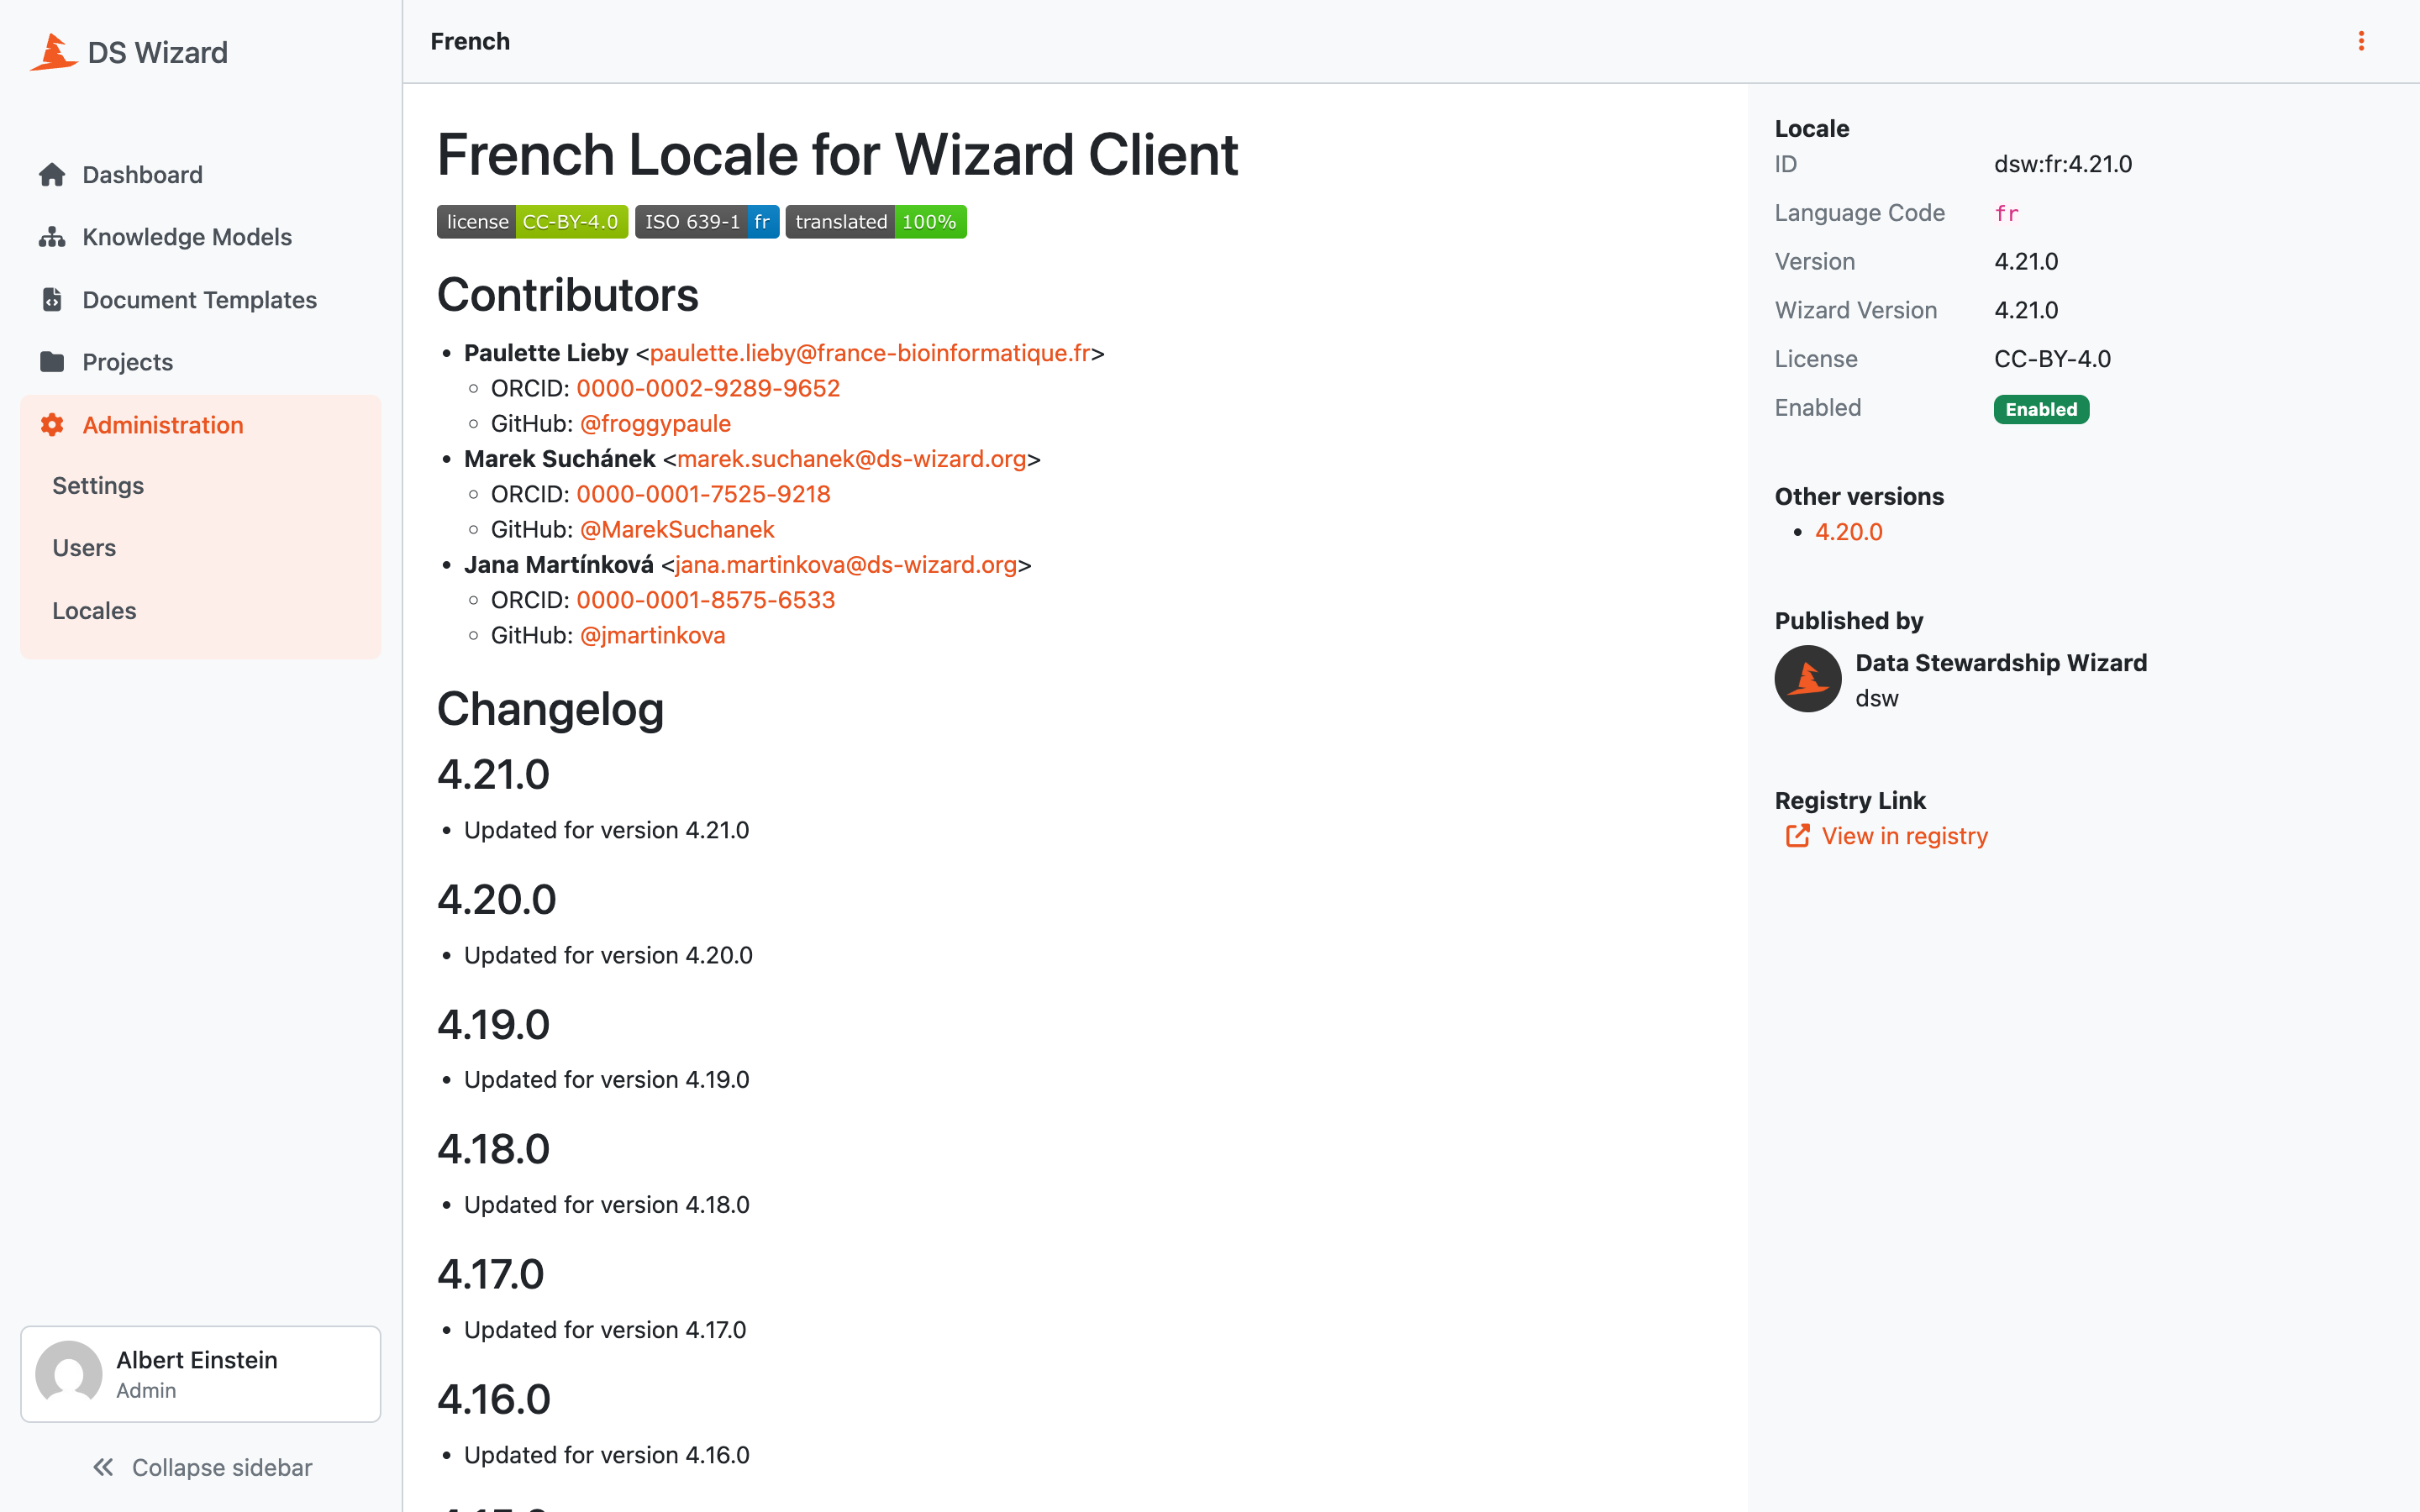 DS Wizard
Dashboard
Knowledge Models
Document Templates
Projects
Administration
Settings
Users
Locales
Albert Einstein
Admin
Collapse sidebar
French
French Locale for Wizard Client
license CC-BY-4.0 ISO 639-1 fr translated 100%
Contributors
• Paulette Lieby <paulette.lieby@france-bioinformatique.fr>
ORCID: 0000-0002-9289-9652
GitHub: @froggypaule
• Marek Suchánek <marek.suchanek@ds-wizard.org>
ORCID: 0000-0001-7525-9218
GitHub: @MarekSuchanek
• Jana Martínková <jana.martinkova@ds-wizard.org>
ORCID: 0000-0001-8575-6533
GitHub: @jmartinkova
Changelog
4.21.0
• Updated for version 4.21.0
4.20.0
• Updated for version 4.20.0
4.19.0
• Updated for version 4.19.0
4.18.0
• Updated for version 4.18.0
4.17.0
• Updated for version 4.17.0
4.16.0
• Updated for version 4.16.0
Locale
ID dsw:fr:4.21.0
Language Code fr
Version 4.21.0
Wizard Version 4.21.0
License CC-BY-4.0
Enabled Enabled
Other versions
• 4.20.0
Published by
Data Stewardship Wizard
dsw
Registry Link
View in registry